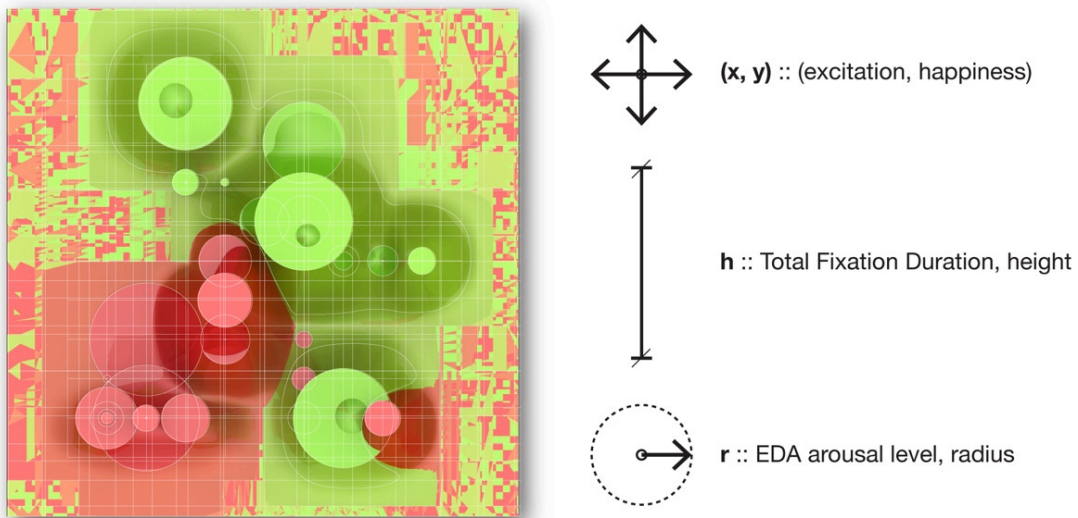 (x, y) :: (excitation, happiness)
h :: Total Fixation Duration, height
r :: EDA arousal level, radius